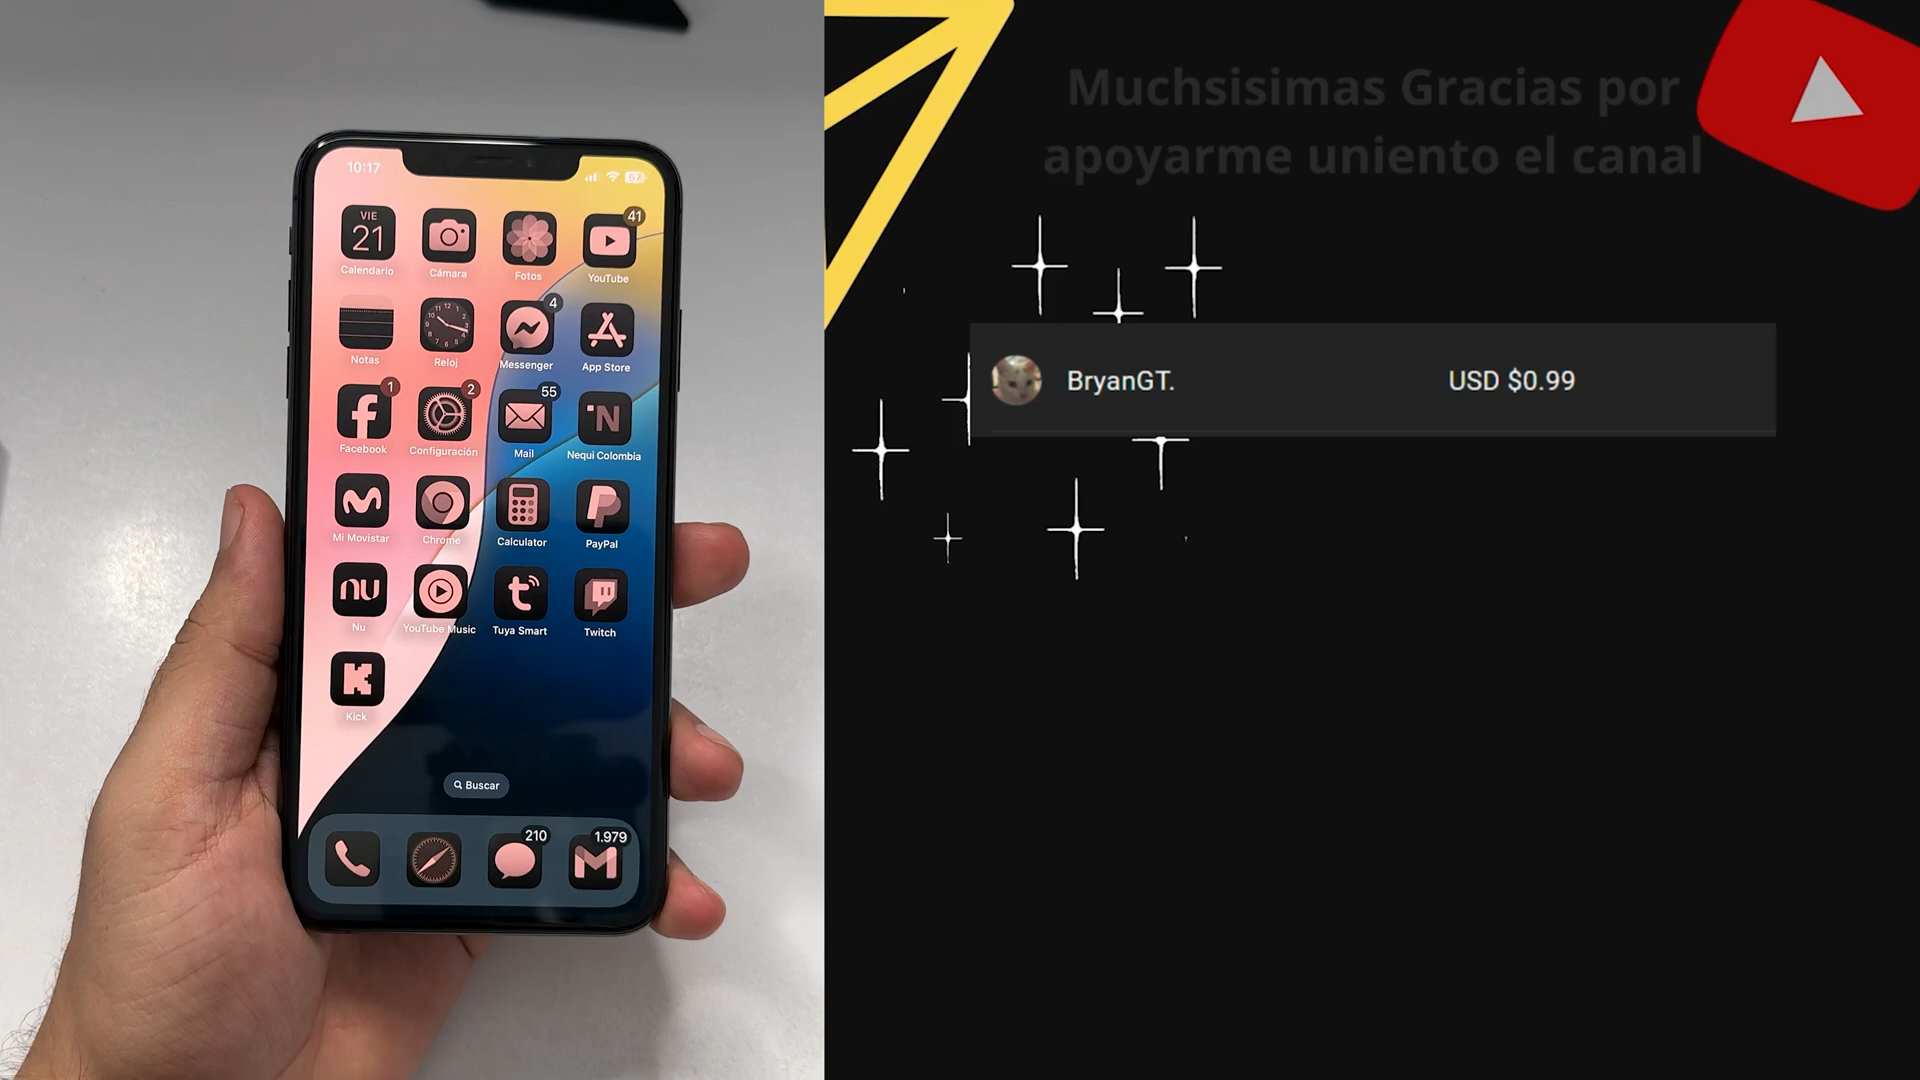 10:17
67
VIE
21
41
Calendario
Cámara
Fotos
YouTube
4
Notas
Reloj
Messenger
App Store
1
2
55
N
Facebook
Configuración
Mail
Nequi Colombia
Mi Movistar
Chrome
Calculator
PayPal
nu
Nu
YouTube Music
Tuya Smart
Twitch
K
Kick
Buscar
210
1.979
Muchsisimas Gracias por
apoyarme uniento el canal
BryanGT.
USD $0.99